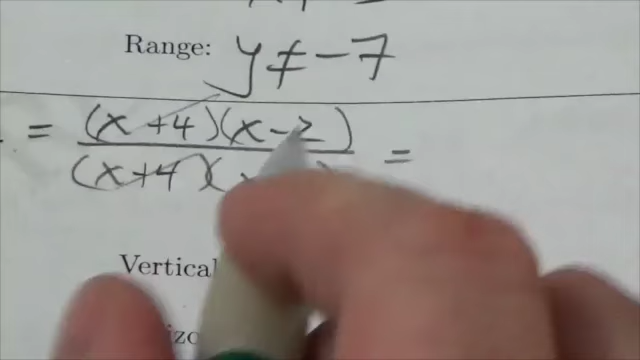 Range: y ≠ -7
= (x+4)(x-2)
(x+4)( =
Vertical